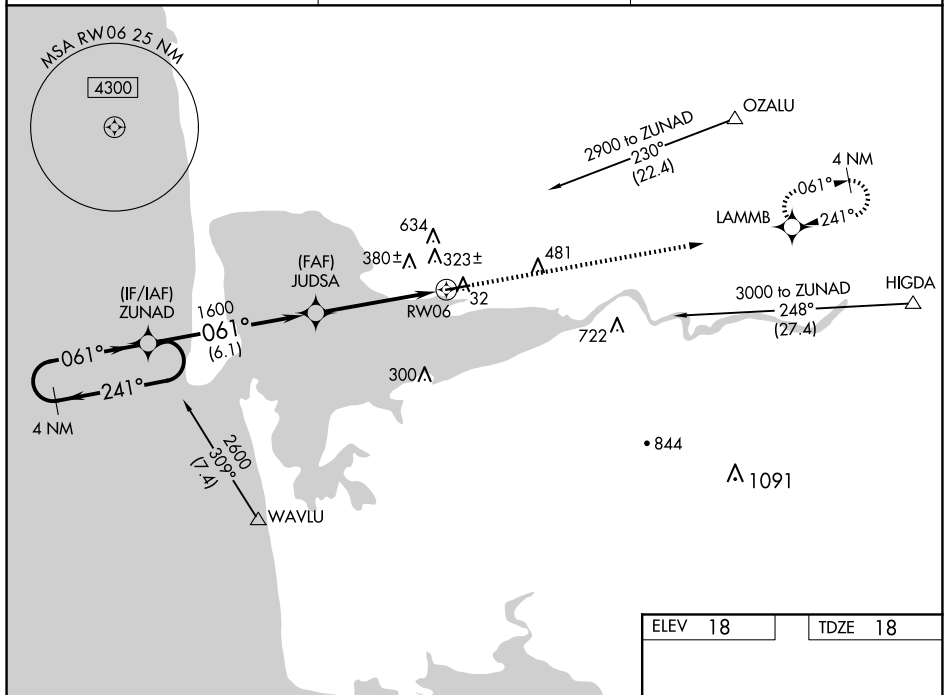 MSA RW06 25 NM
4300
OZALU
2900 to ZUNAD
230°
(22.4)
4 NM
061°
241°
LAMMB
634
380±
323±
481
(FAF)
JUDSA
32
RW06
HIGDA
3000 to ZUNAD
248°
(27.4)
(IF/IAF)
ZUNAD
1600
061°
(6.1)
722
061°
241°
4 NM
300
2600
309°
(7.4)
844
1091
WAVLU
ELEV 18
TDZE 18